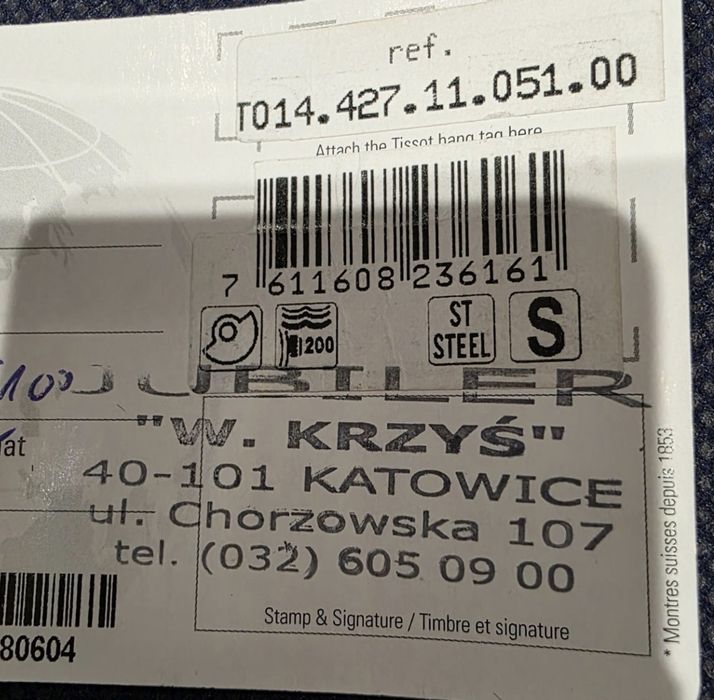 ref.
T014.427.11.051.00
Attach the Tissot hang tag here
7 611608 236161
200
ST
STEEL
S
JUBILER
"W. KRZYŚ"
at
40-101 KATOWICE
ul. Chorzowska 107
tel. (032) 605 09 00
Stamp & Signature / Timbre et signature
80604
* Montres suisses depuis 1853